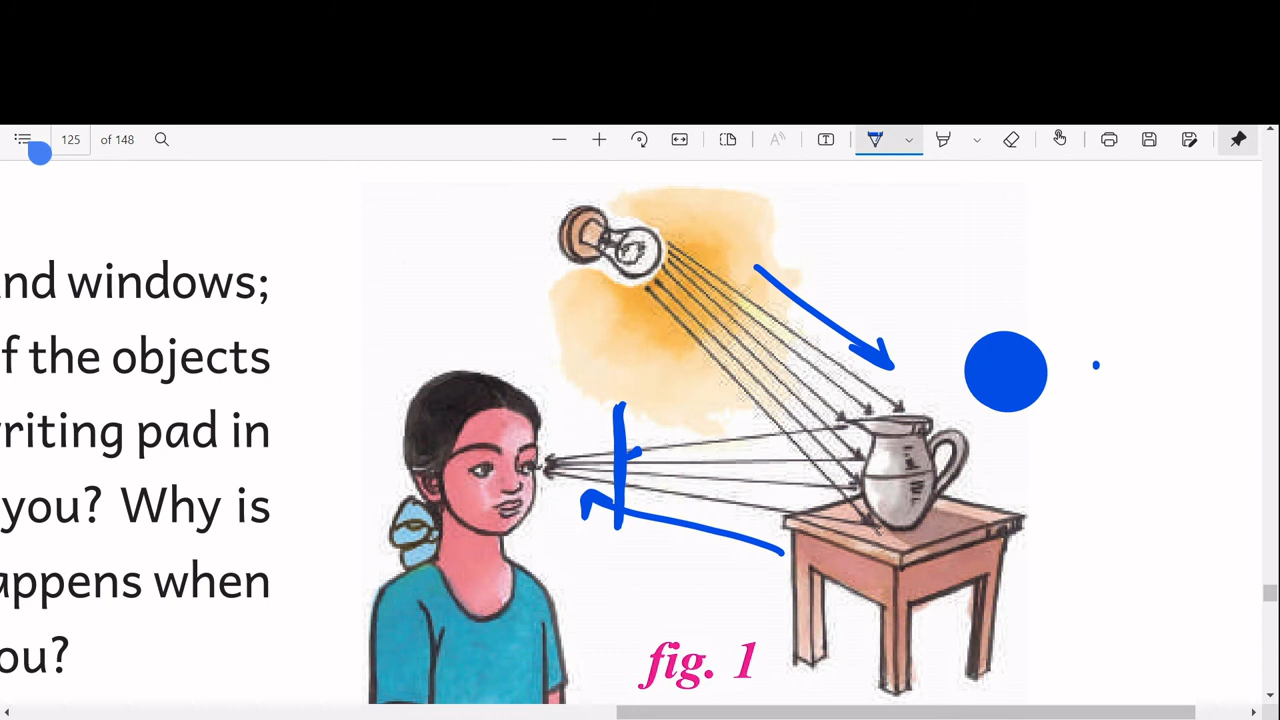 125 of 148
nd windows;
f the objects
riting pad in
you? Why is
appens when
ou?
fig. 1